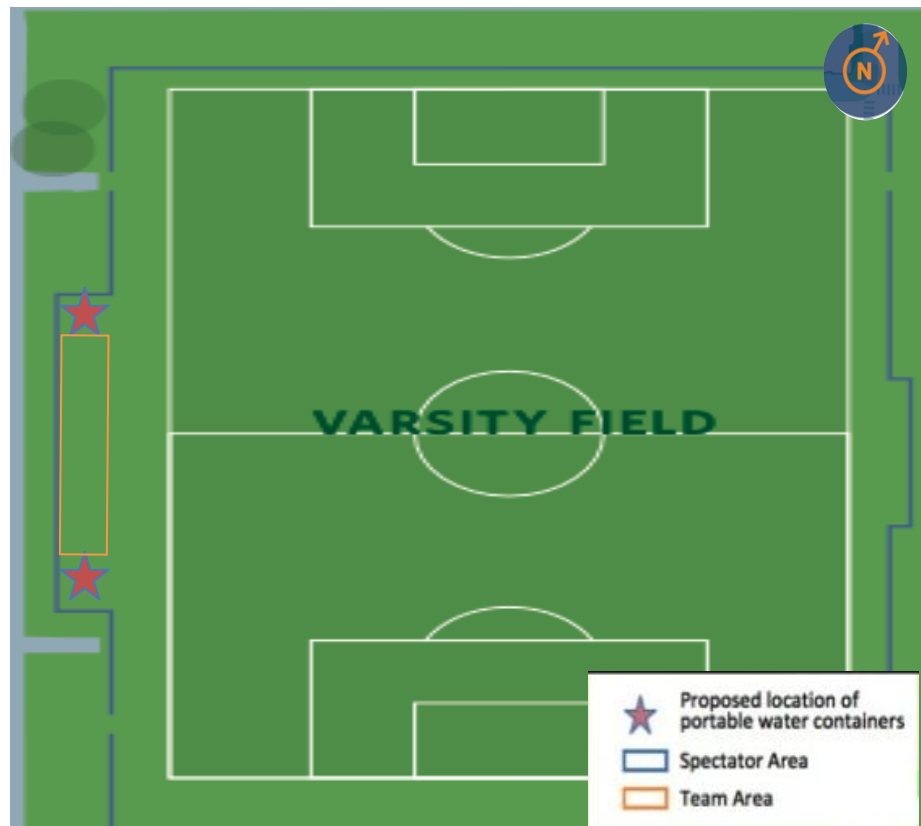 N
VARSITY FIELD
Proposed location of
portable water containers
Spectator Area
Team Area